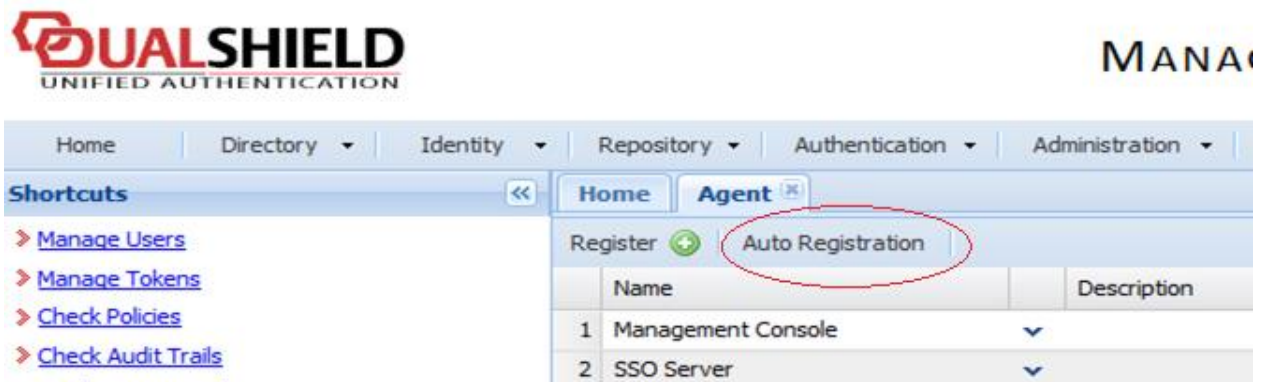 DUALSHIELD
UNIFIED AUTHENTICATION
MANA
Home Directory Identity Repository Authentication Administration
Shortcuts
Manage Users
Manage Tokens
Check Policies
Check Audit Trails
Home Agent
Register Auto Registration
Name Description
1 Management Console
2 SSO Server